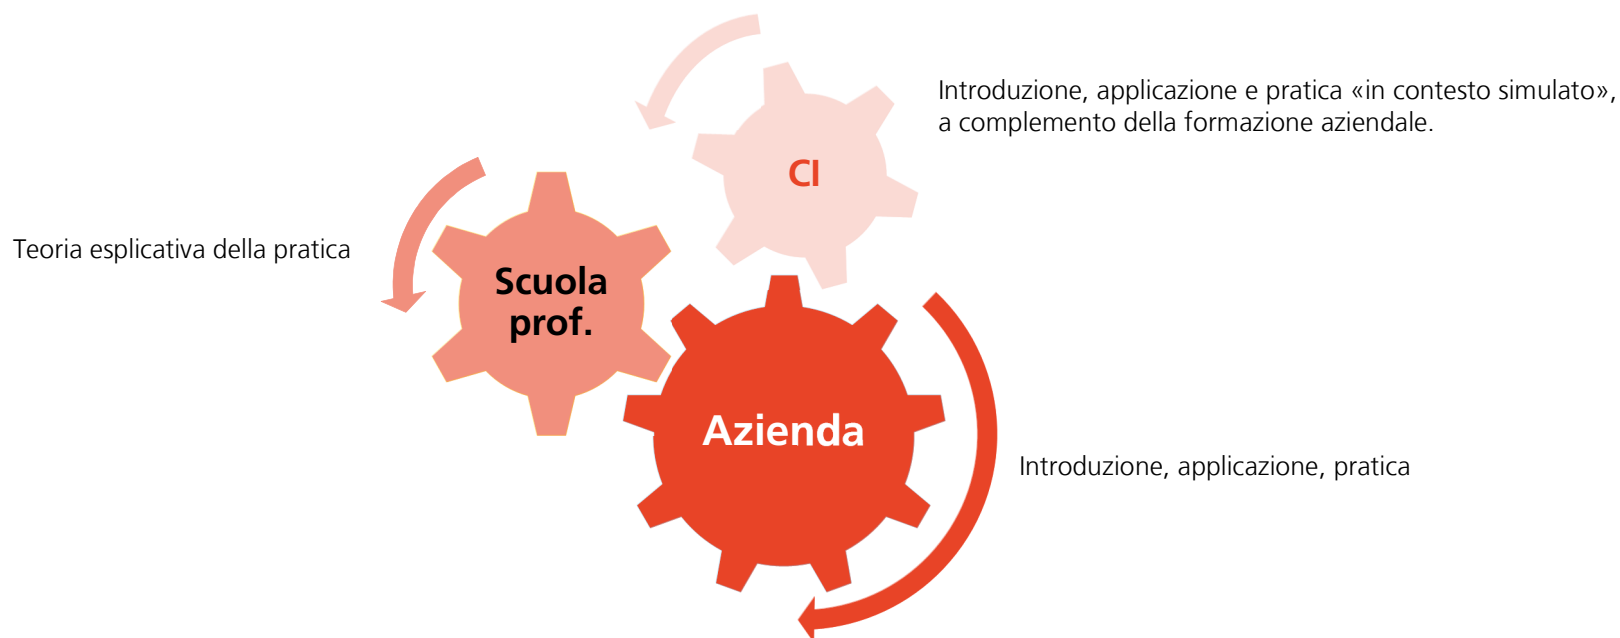 Introduzione, applicazione e pratica «in contesto simulato»,
a complemento della formazione aziendale.
CI
Teoria esplicativa della pratica
Scuola
prof.
Azienda
Introduzione, applicazione, pratica